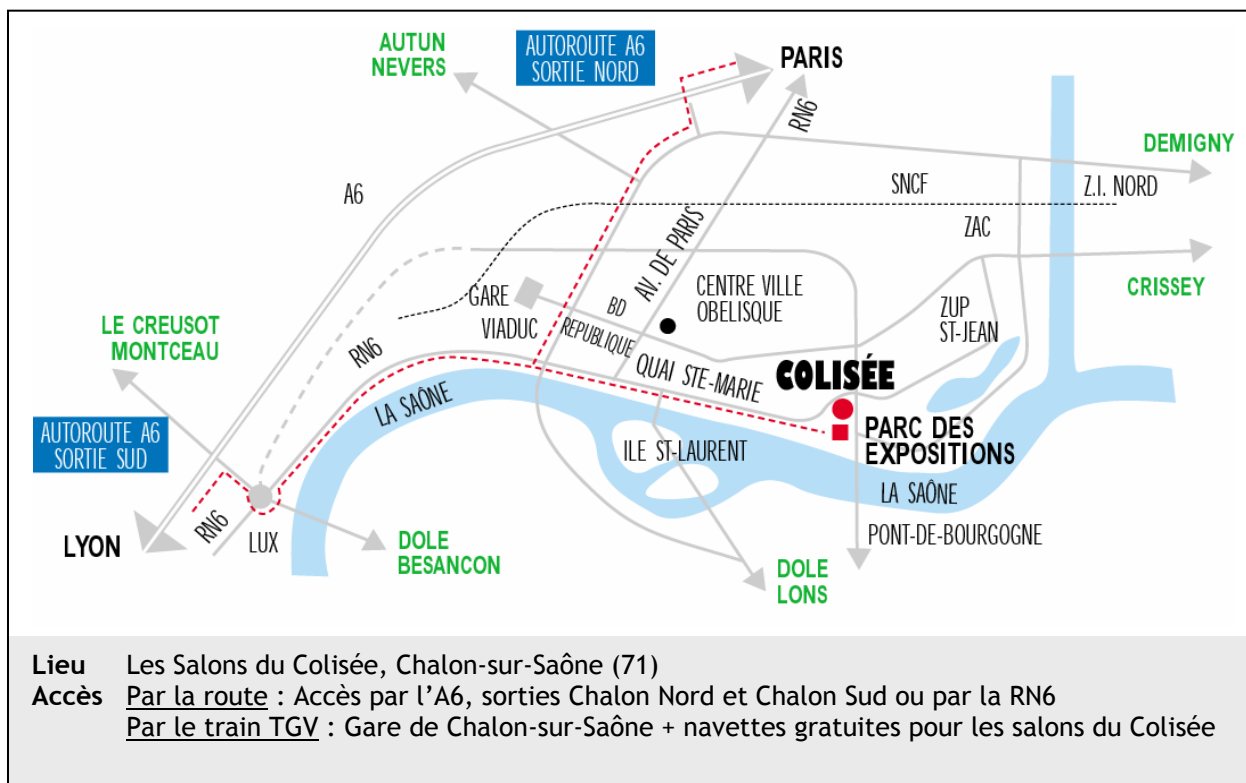 AUTUN
NEVERS
AUTOROUTE A6
SORTIE NORD
PARIS
RN6
DEMIGNY
SNCF
Z.I. NORD
A6
ZAC
AV. DE PARIS
CRISSEY
GARE
BD
REPUBLIQUE
CENTRE VILLE
OBELISQUE
ZUP
ST-JEAN
VIADUC
LE CREUSOT
MONTCEAU
RN6
QUAI STE-MARIE
COLISÉE
LA SAÔNE
AUTOROUTE A6
SORTIE SUD
PARC DES
EXPOSITIONS
ILE ST-LAURENT
LA SAÔNE
RN6
LYON
LUX
DOLE
BESANCON
PONT-DE-BOURGOGNE
DOLE
LONS
Lieu Les Salons du Colisée, Chalon-sur-Saône (71)
Accès Par la route : Accès par l’A6, sorties Chalon Nord et Chalon Sud ou par la RN6
Par le train TGV : Gare de Chalon-sur-Saône + navettes gratuites pour les salons du Colisée